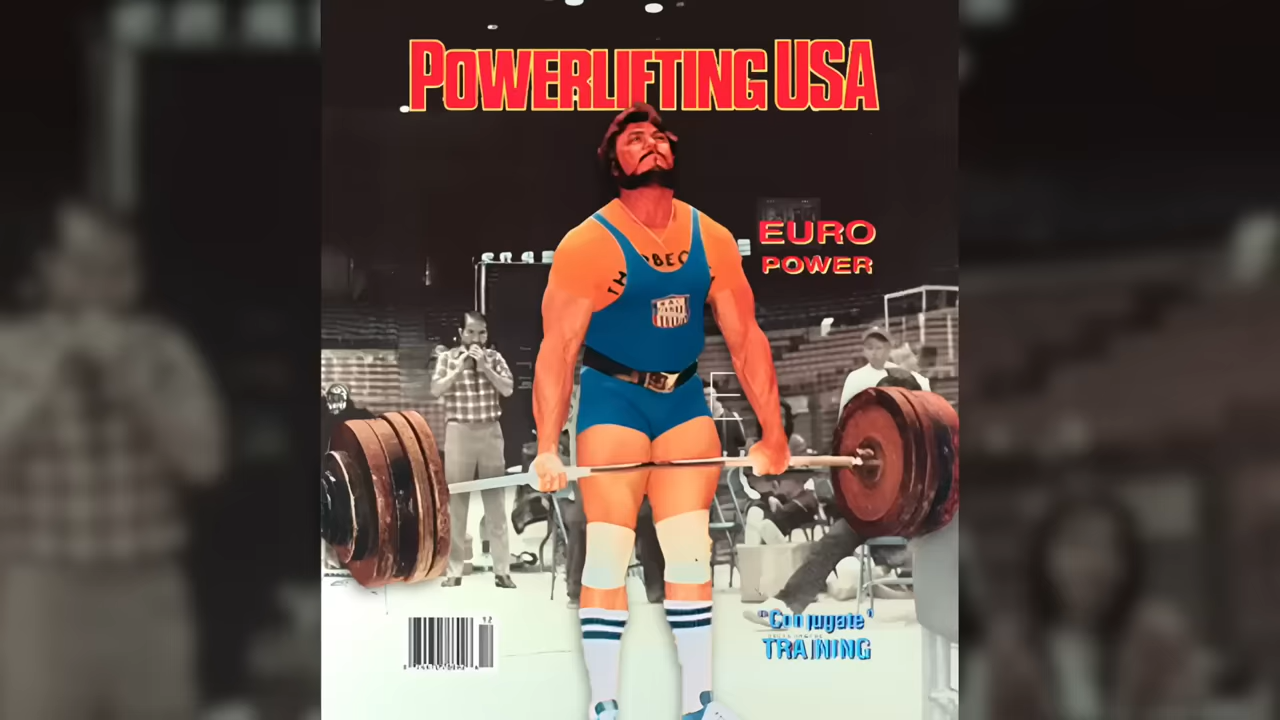 POWERLIFTING USA
EURO
POWER
"Conjugate"
TRAINING